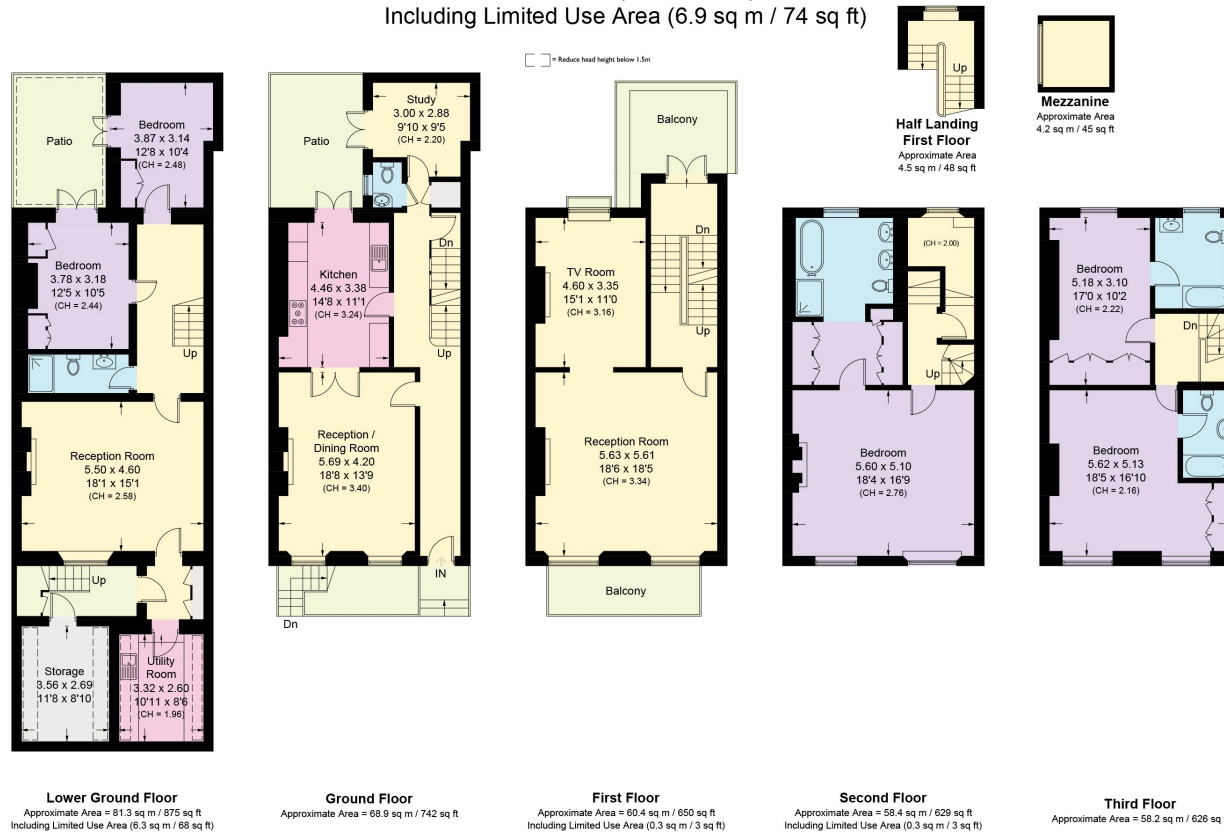 Including Limited Use Area (6.9 sq m / 74 sq ft)
= Reduce head height below 1.5m
Up
Half Landing
First Floor
Approximate Area
4.5 sq m / 48 sq ft
Mezzanine
Approximate Area
4.2 sq m / 45 sq ft
Patio
Bedroom
3.87 x 3.14
12'8 x 10'4
(CH = 2.48)
Bedroom
3.78 x 3.18
12'5 x 10'5
(CH = 2.44)
Up
Reception Room
5.50 x 4.60
18'1 x 15'1
(CH = 2.58)
Up
Storage
3.56 x 2.69
11'8 x 8'10
Utility
Room
3.32 x 2.60
10'11 x 8'6
(CH = 1.96)
Lower Ground Floor
Approximate Area = 81.3 sq m / 875 sq ft
Including Limited Use Area (6.3 sq m / 68 sq ft)
Patio
Study
3.00 x 2.88
9'10 x 9'5
(CH = 2.20)
Dn
Kitchen
4.46 x 3.38
14'8 x 11'1
(CH = 3.24)
Up
Reception /
Dining Room
5.69 x 4.20
18'8 x 13'9
(CH = 3.40)
IN
Dn
Ground Floor
Approximate Area = 68.9 sq m / 742 sq ft
Balcony
Dn
TV Room
4.60 x 3.35
15'1 x 11'0
(CH = 3.16)
Up
Reception Room
5.63 x 5.61
18'6 x 18'5
(CH = 3.34)
Balcony
First Floor
Approximate Area = 60.4 sq m / 650 sq ft
Including Limited Use Area (0.3 sq m / 3 sq ft)
(CH = 2.00)
Up
Bedroom
5.60 x 5.10
18'4 x 16'9
(CH = 2.76)
Second Floor
Approximate Area = 58.4 sq m / 629 sq ft
Including Limited Use Area (0.3 sq m / 3 sq ft)
Bedroom
5.18 x 3.10
17'0 x 10'2
(CH = 2.22)
Dn
Bedroom
5.62 x 5.13
18'5 x 16'10
(CH = 2.16)
Third Floor
Approximate Area = 58.2 sq m / 626 sq